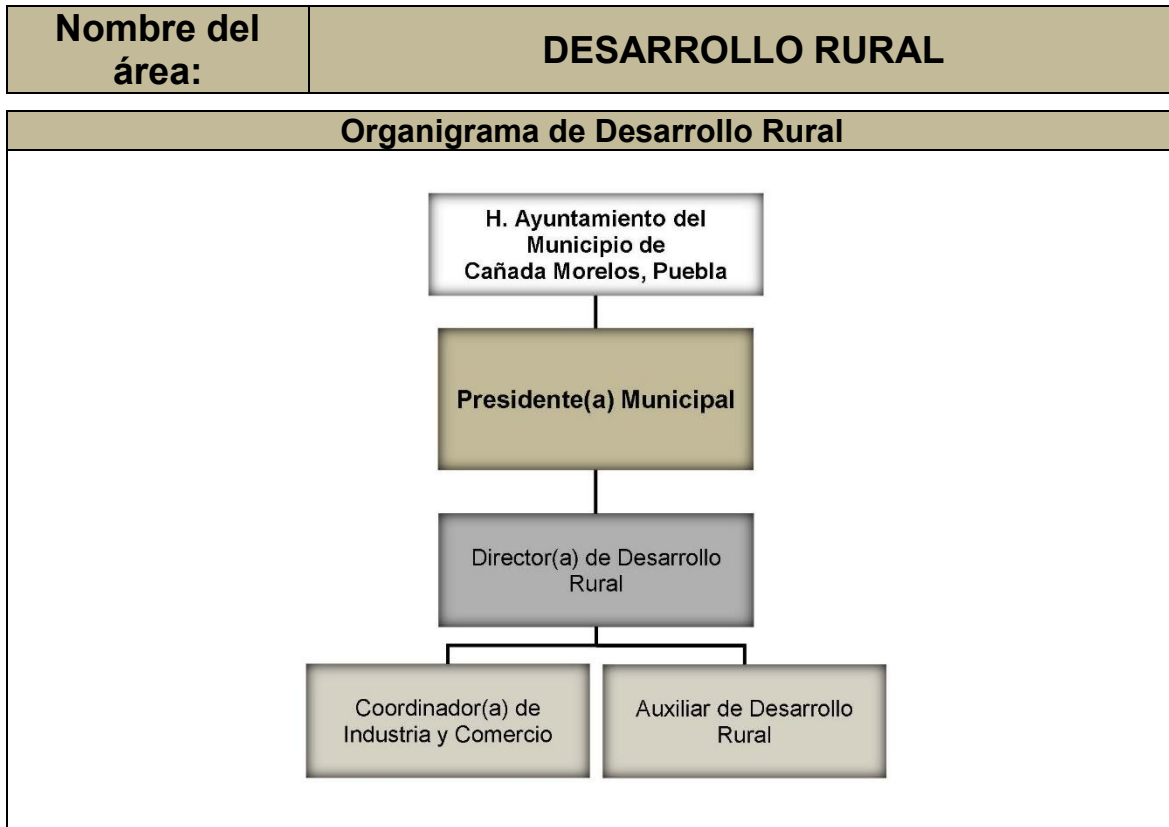 Nombre del
área:
DESARROLLO RURAL
Organigrama de Desarrollo Rural
H. Ayuntamiento del
Municipio de
Cañada Morelos, Puebla
Presidente(a) Municipal
Director(a) de Desarrollo
Rural
Coordinador(a) de
Industria y Comercio
Auxiliar de Desarrollo
Rural